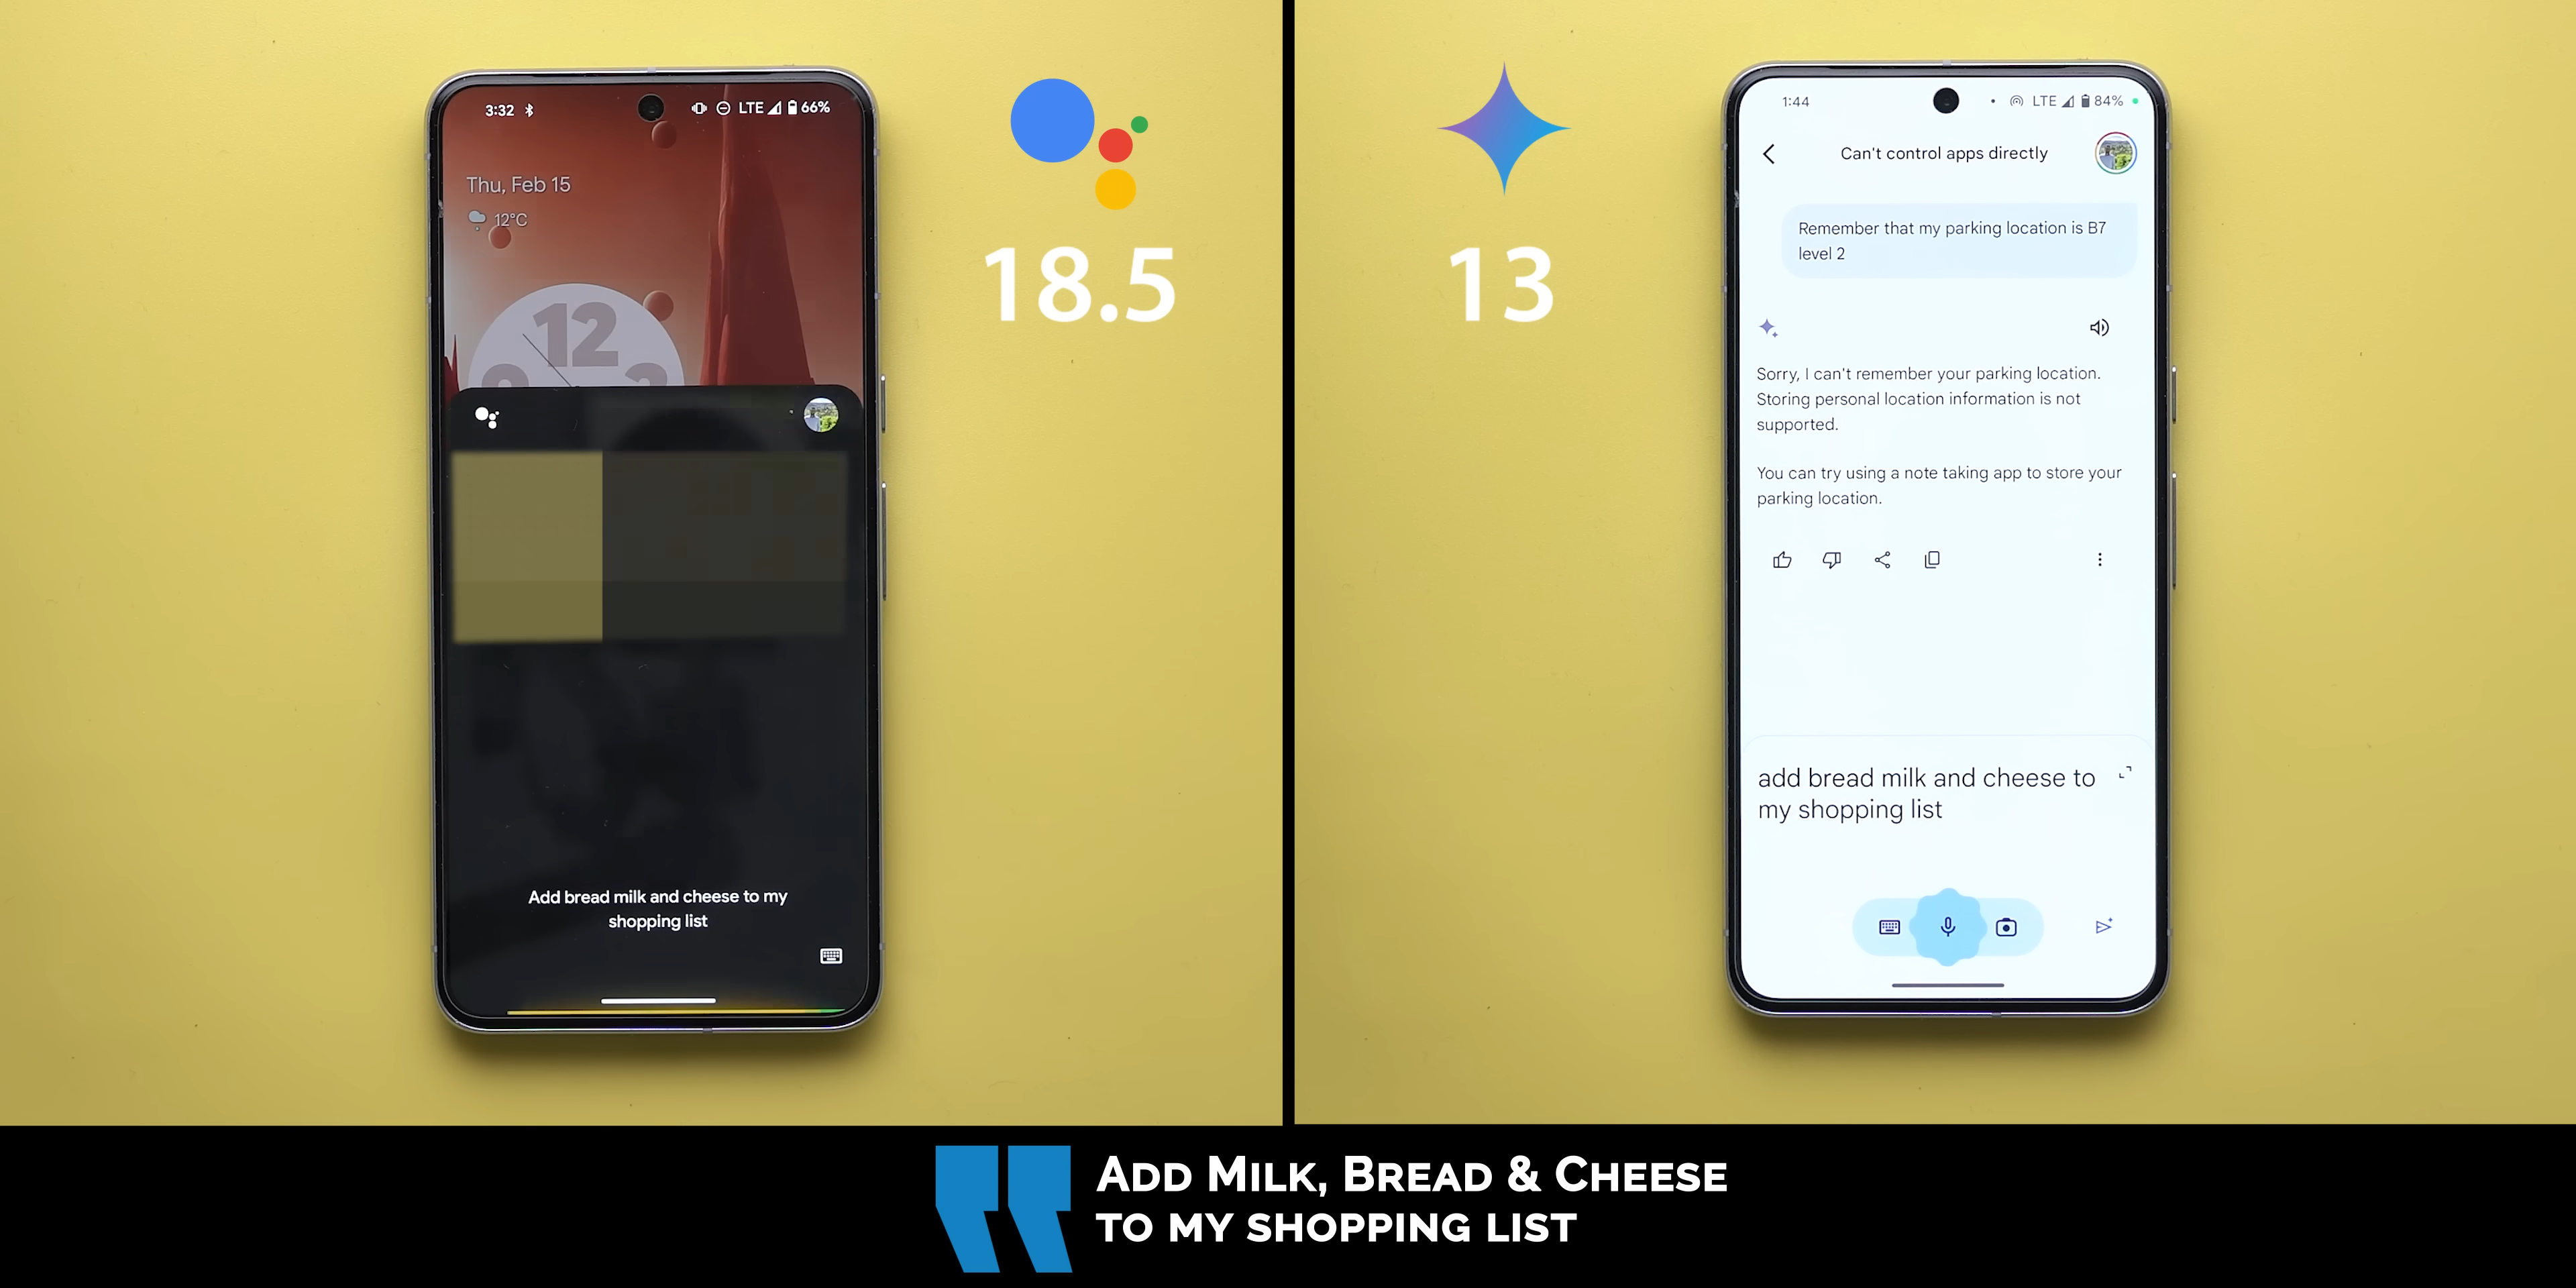 3:32
LTE
66%
Thu, Feb 15
12°C
12
18.5
Add bread milk and cheese to my
shopping list
13
1:44
LTE
84%
Can't control apps directly
Remember that my parking location is B7
level 2
Sorry, I can't remember your parking location.
Storing personal location information is not
supported.
You can try using a note taking app to store your
parking location.
add bread milk and cheese to
my shopping list
ADD MILK, BREAD & CHEESE
TO MY SHOPPING LIST